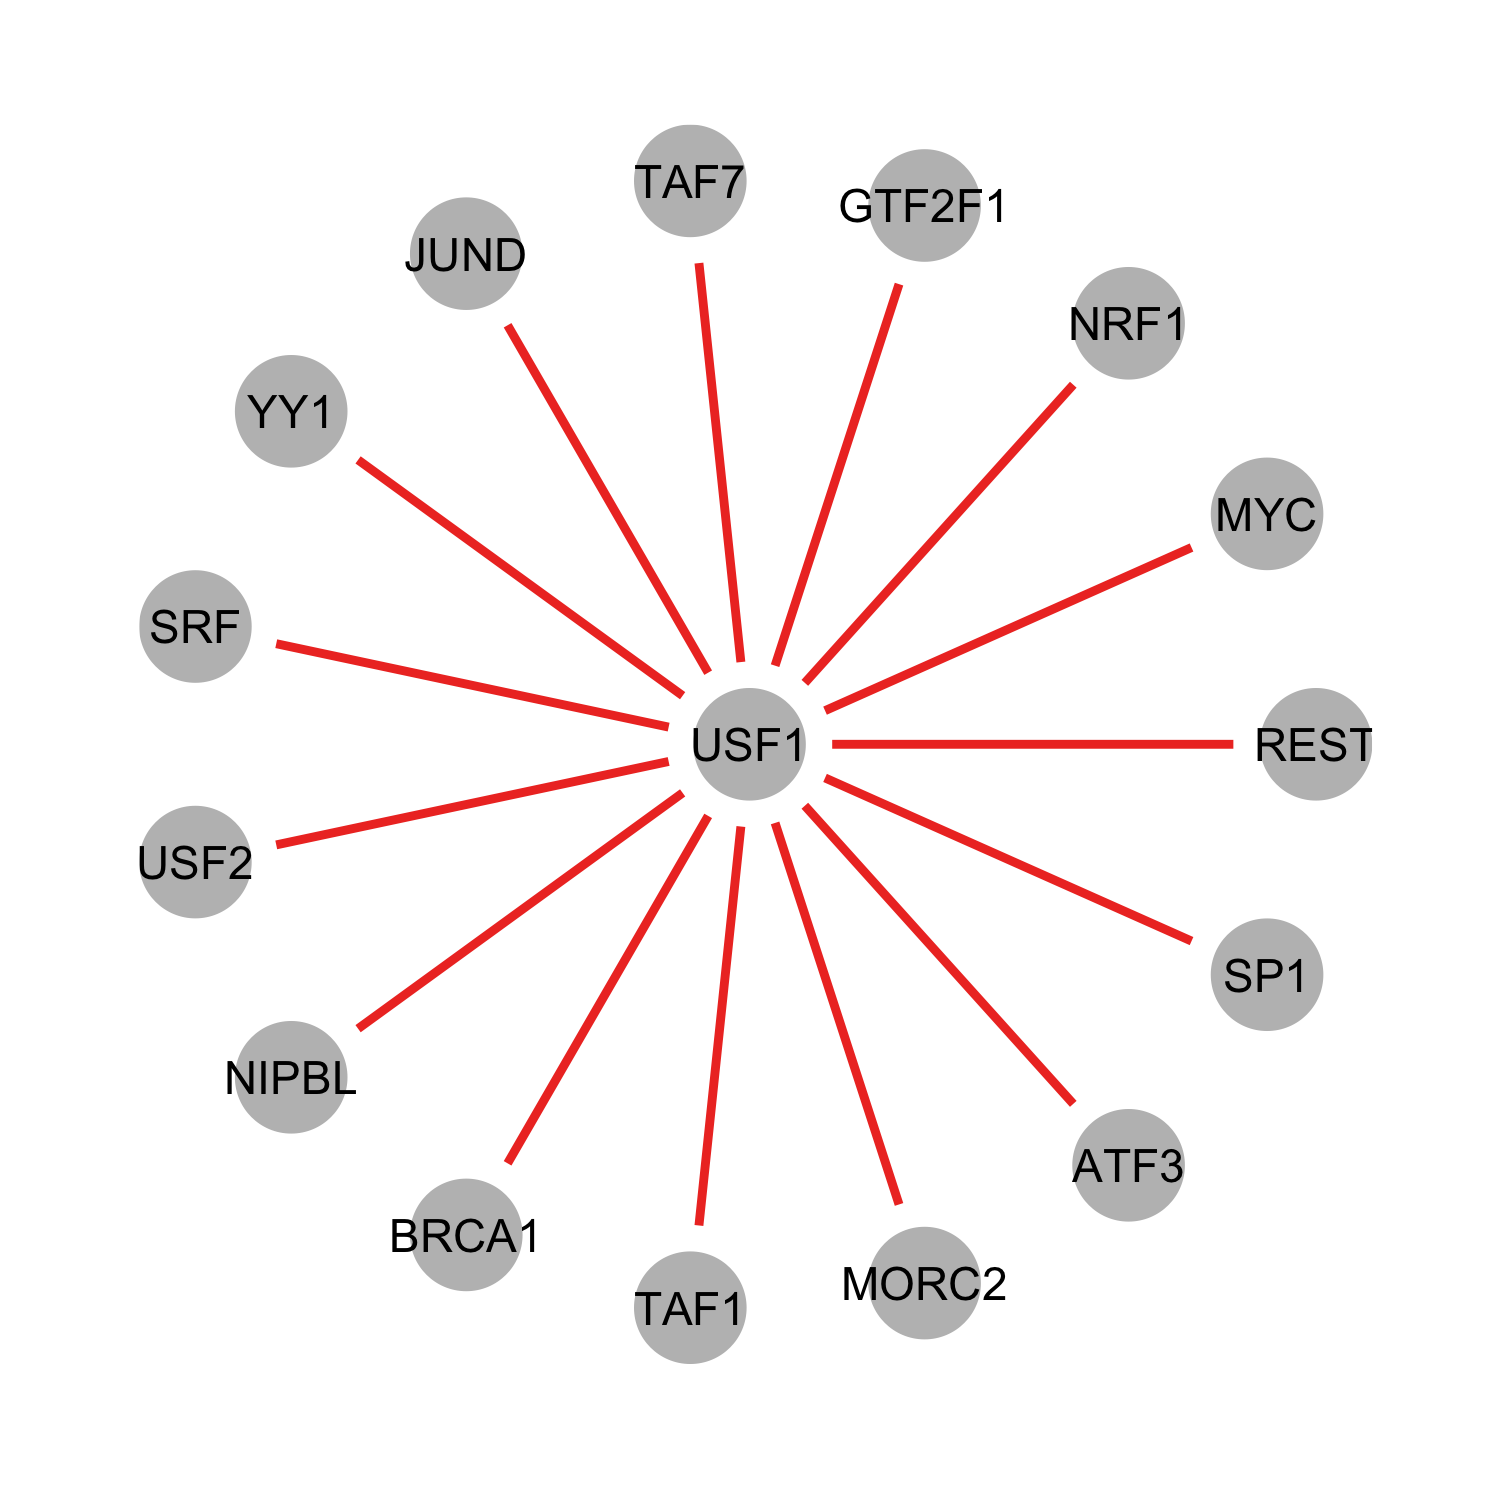 TAF7
GTF2F1
JUND
NRF1
YY1
MYC
SRF
USF1
REST
USF2
SP1
NIPBL
ATF3
BRCA1
MORC2
TAF1